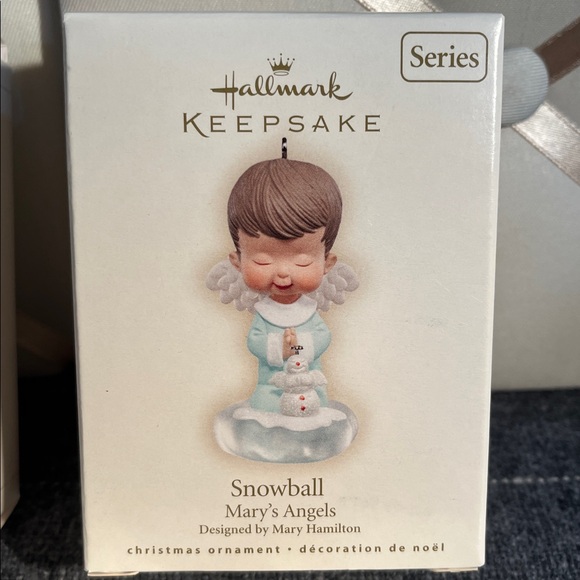 Series
Hallmark
KEEPSAKE
Snowball
Mary's Angels
Designed by Mary Hamilton
christmas ornament • décoration de noël